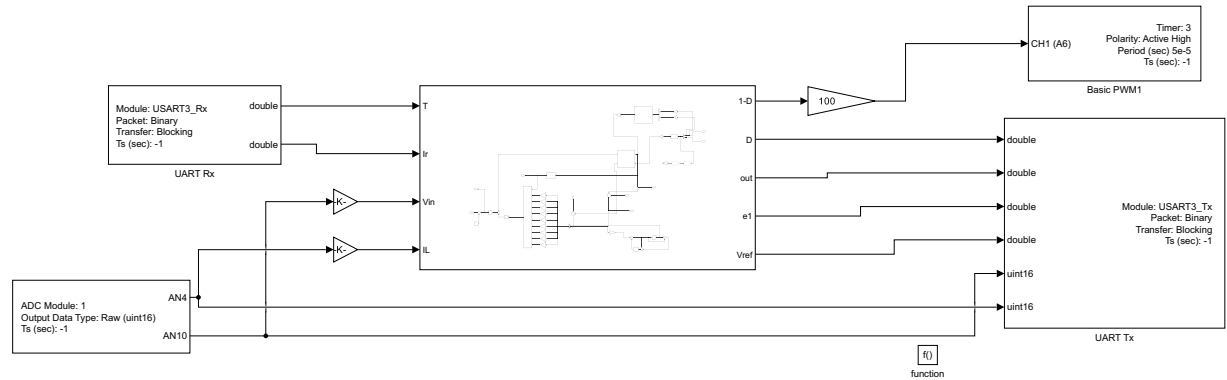 Timer: 3
Polarity: Active High
Period (sec) 5e-5
Ts (sec): -1
CH1 (A6)
Basic PWM1
Module: USART3_Rx
Packet: Binary
Transfer: Blocking
Ts (sec): -1
double
double
UART Rx
T
Ir
Vin
IL
-K-
-K-
1-D
D
out
e1
Vref
100
double
double
double
double
uint16
uint16
Module: USART3_Tx
Packet: Binary
Transfer: Blocking
Ts (sec): -1
UART Tx
ADC Module: 1
Output Data Type: Raw (uint16)
Ts (sec): -1
AN4
AN10
f()
function